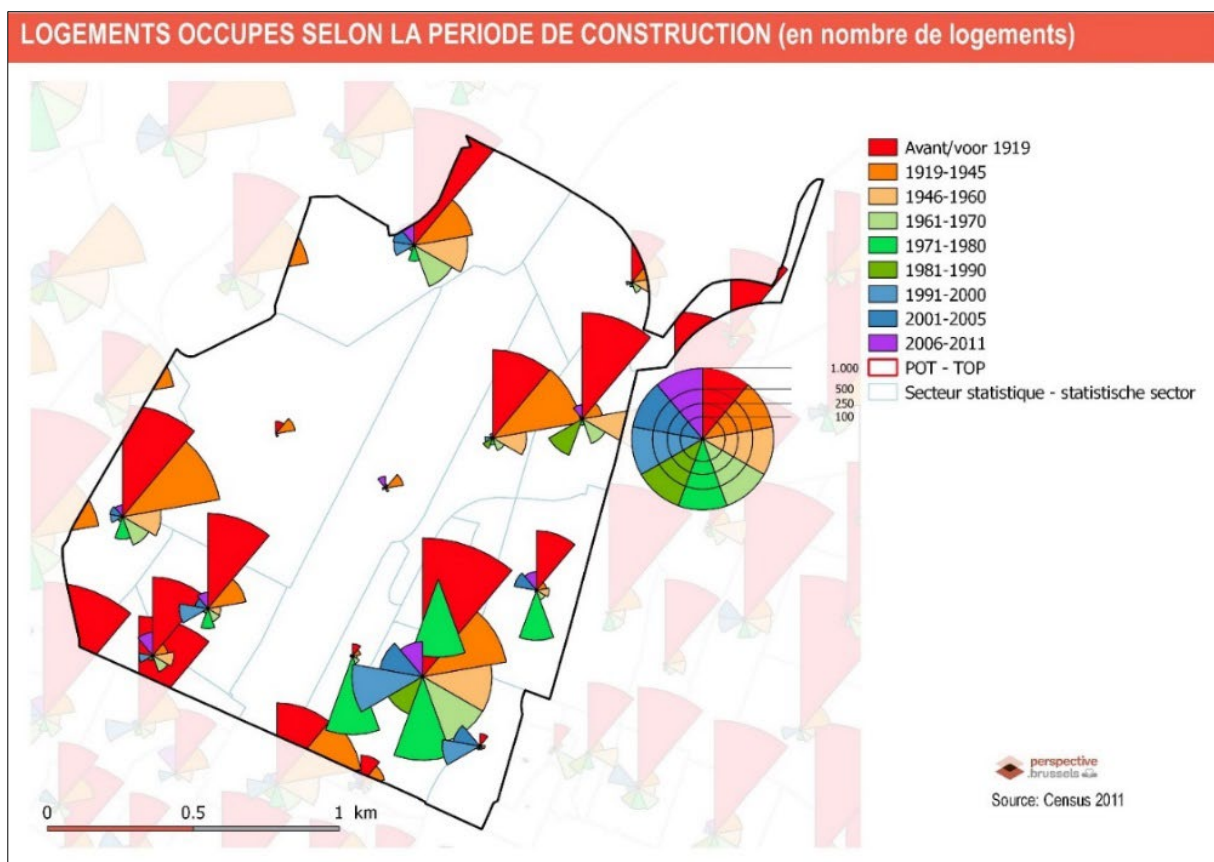 LOGEMENTS OCCUPES SELON LA PERIODE DE CONSTRUCTION (en nombre de logements)
Avant/voor 1919
1919-1945
1946-1960
1961-1970
1971-1980
1981-1990
1991-2000
2001-2005
2006-2011
POT - TOP
Secteur statistique - statistische sector
1.000
500
250
100
perspective
.brussels
Source: Census 2011
0 0.5 1 km